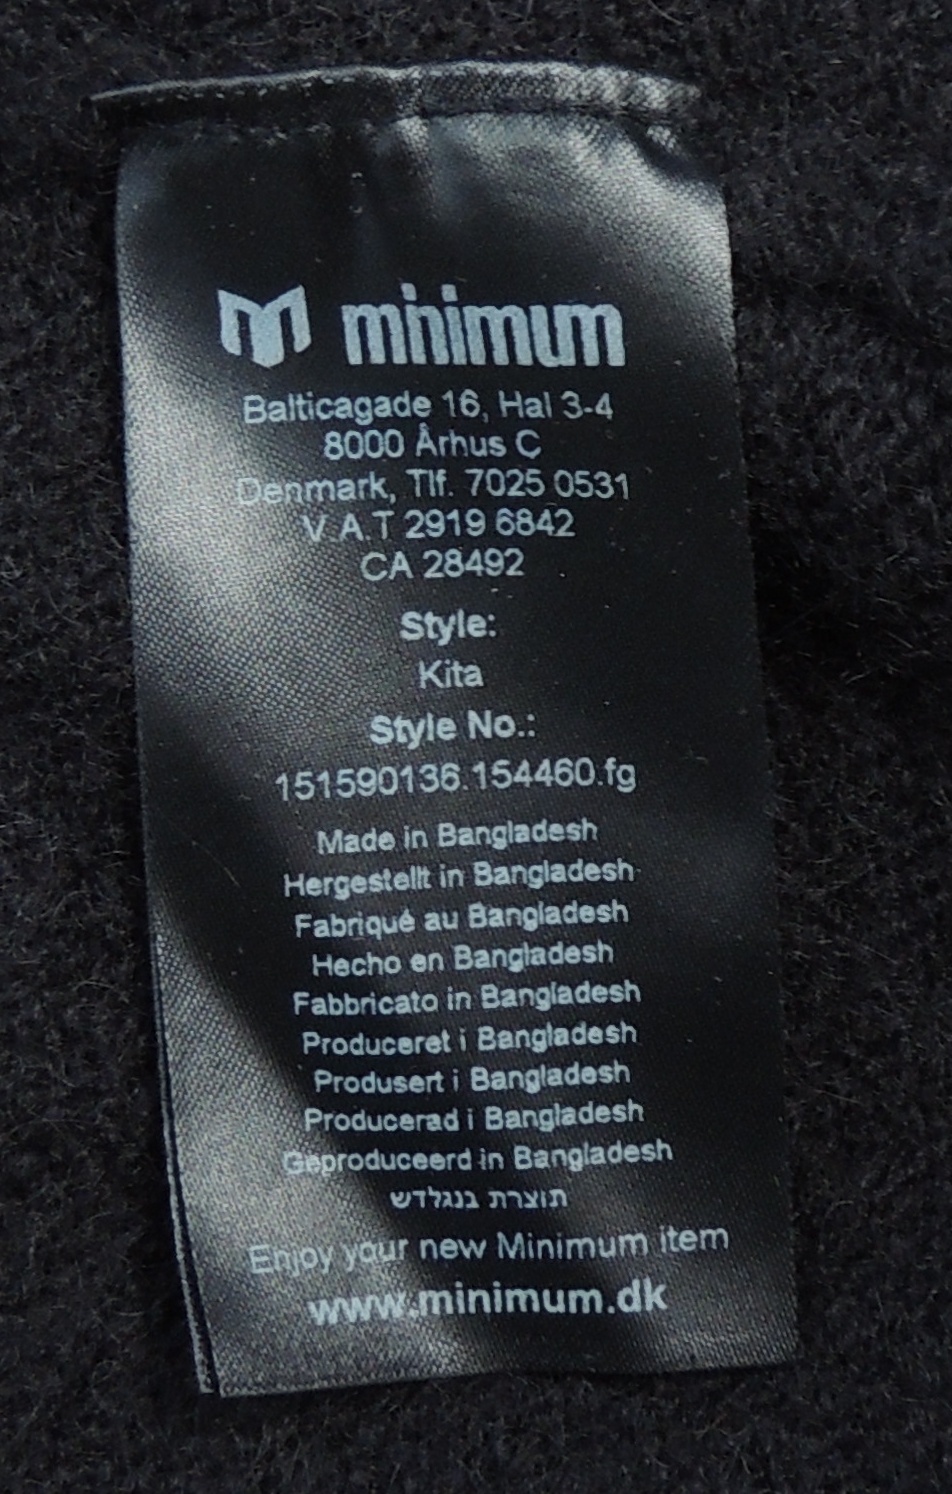 minimum
Balticagade 16, Hal 3-4
8000 Århus C
Denmark, Tlf. 7025 0531
V A T 2919 6842
CA 28492
Style:
Kita
Style No.:
151590136.154460.fg
Made in Bangladesh
Hergestellt in Bangladesh
Fabriqué au Bangladesh
Hecho en Bangladesh
Fabbricato in Bangladesh
Produceret i Bangladesh
Produsert i Bangladesh
Producerad i Bangladesh
Geproduceerd in Bangladesh
תוצרת בנגלדש
Enjoy your new Minimum item
www.minimum.dk